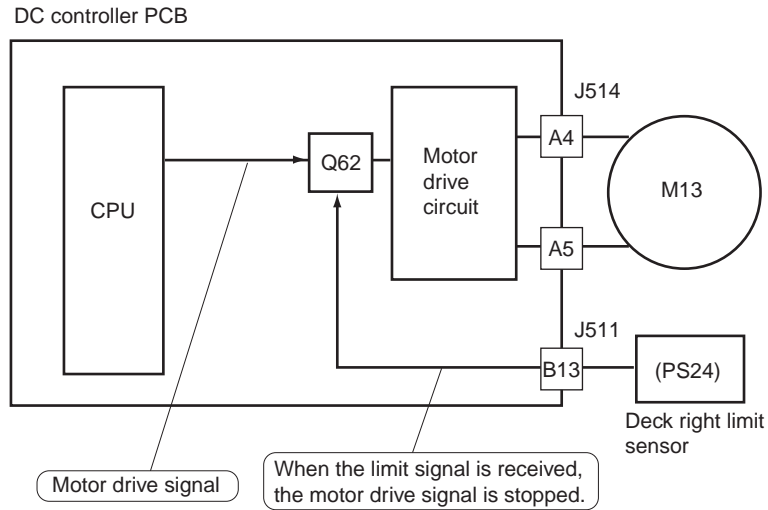 DC controller PCB
J514
A4
Q62
Motor
drive
circuit
M13
CPU
A5
J511
B13
(PS24)
Deck right limit
sensor
Motor drive signal
When the limit signal is received,
the motor drive signal is stopped.